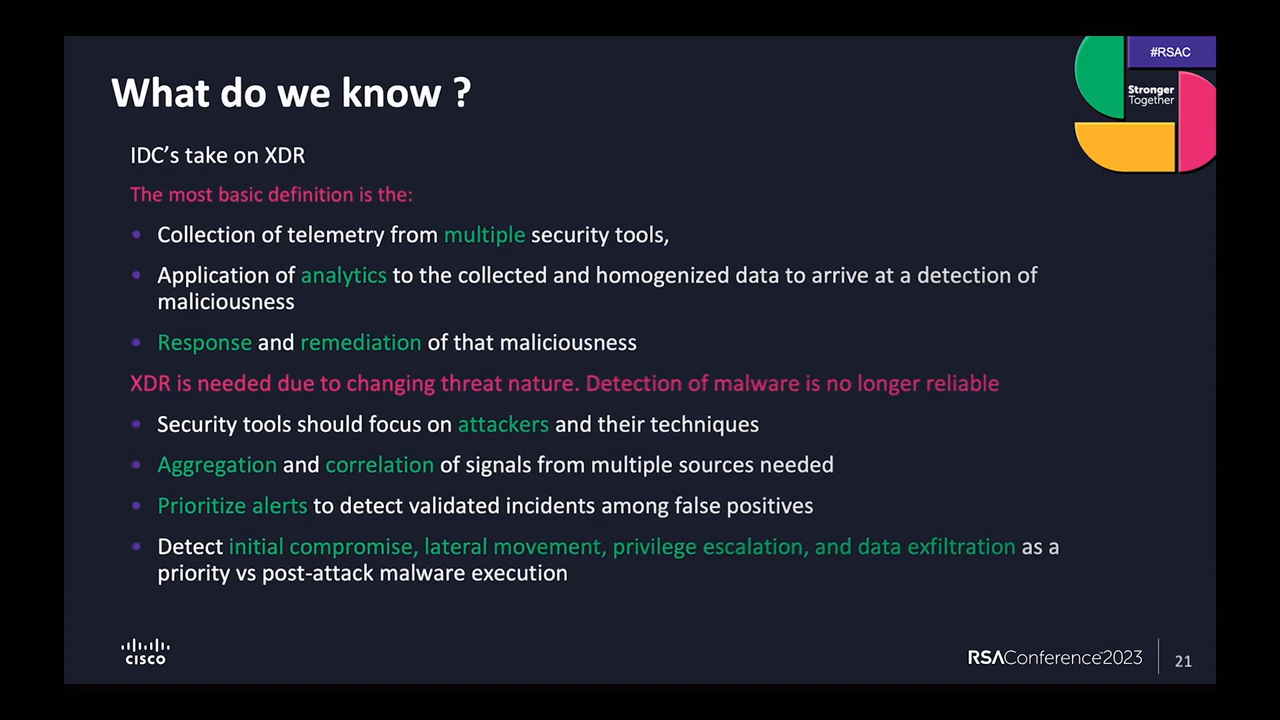 #RSAC
Stronger
Together
What do we know ?
IDC’s take on XDR
The most basic definition is the:
• Collection of telemetry from multiple security tools,
• Application of analytics to the collected and homogenized data to arrive at a detection of
maliciousness
• Response and remediation of that maliciousness
XDR is needed due to changing threat nature. Detection of malware is no longer reliable
• Security tools should focus on attackers and their techniques
• Aggregation and correlation of signals from multiple sources needed
• Prioritize alerts to detect validated incidents among false positives
• Detect initial compromise, lateral movement, privilege escalation, and data exfiltration as a
priority vs post-attack malware execution
CISCO
RSAConference™2023
21